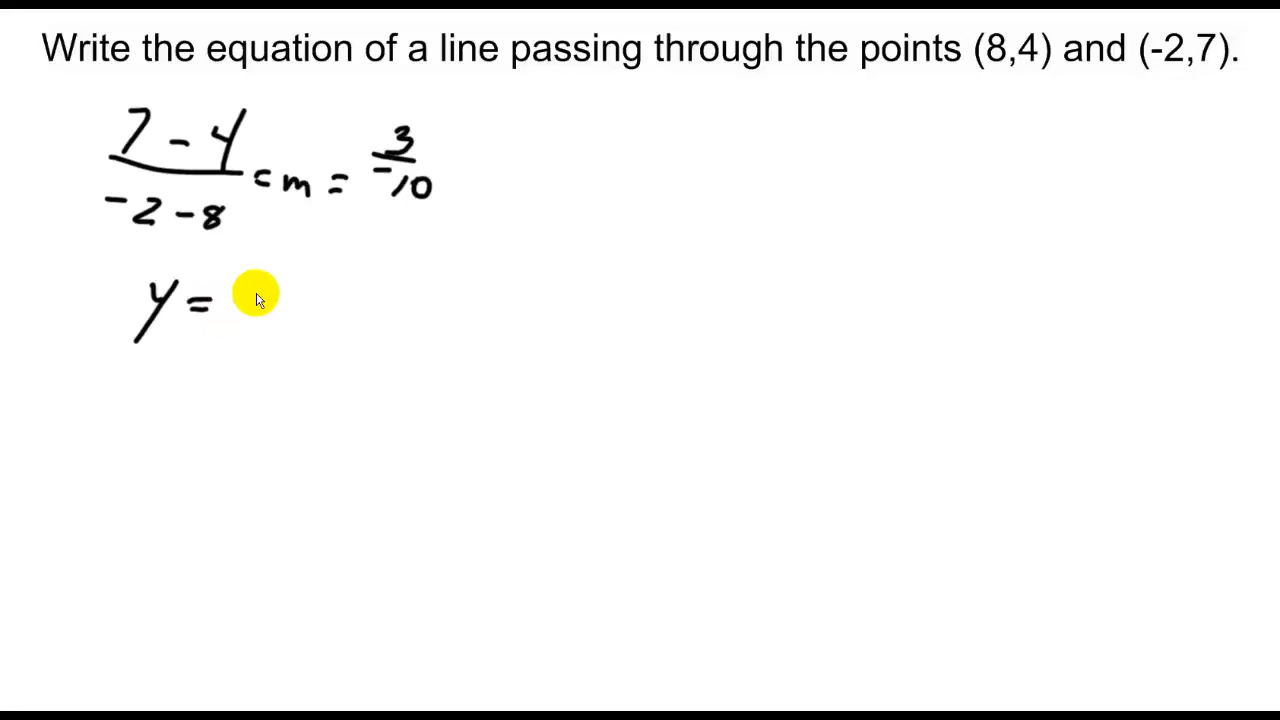 Write the equation of a line passing through the points (8,4) and (-2,7).
7 - 4
-2 - 8
= m = 3
-10
y =